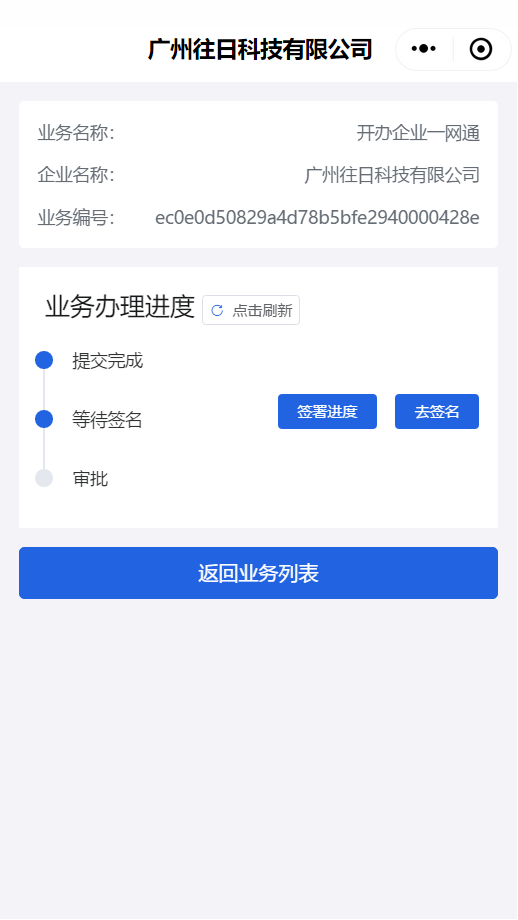 广州往日科技有限公司
业务名称： 开办企业一网通
企业名称： 广州往日科技有限公司
业务编号： ec0e0d50829a4d78b5bfe2940000428e
业务办理进度 点击刷新
提交完成
等待签名 签署进度 去签名
审批
返回业务列表